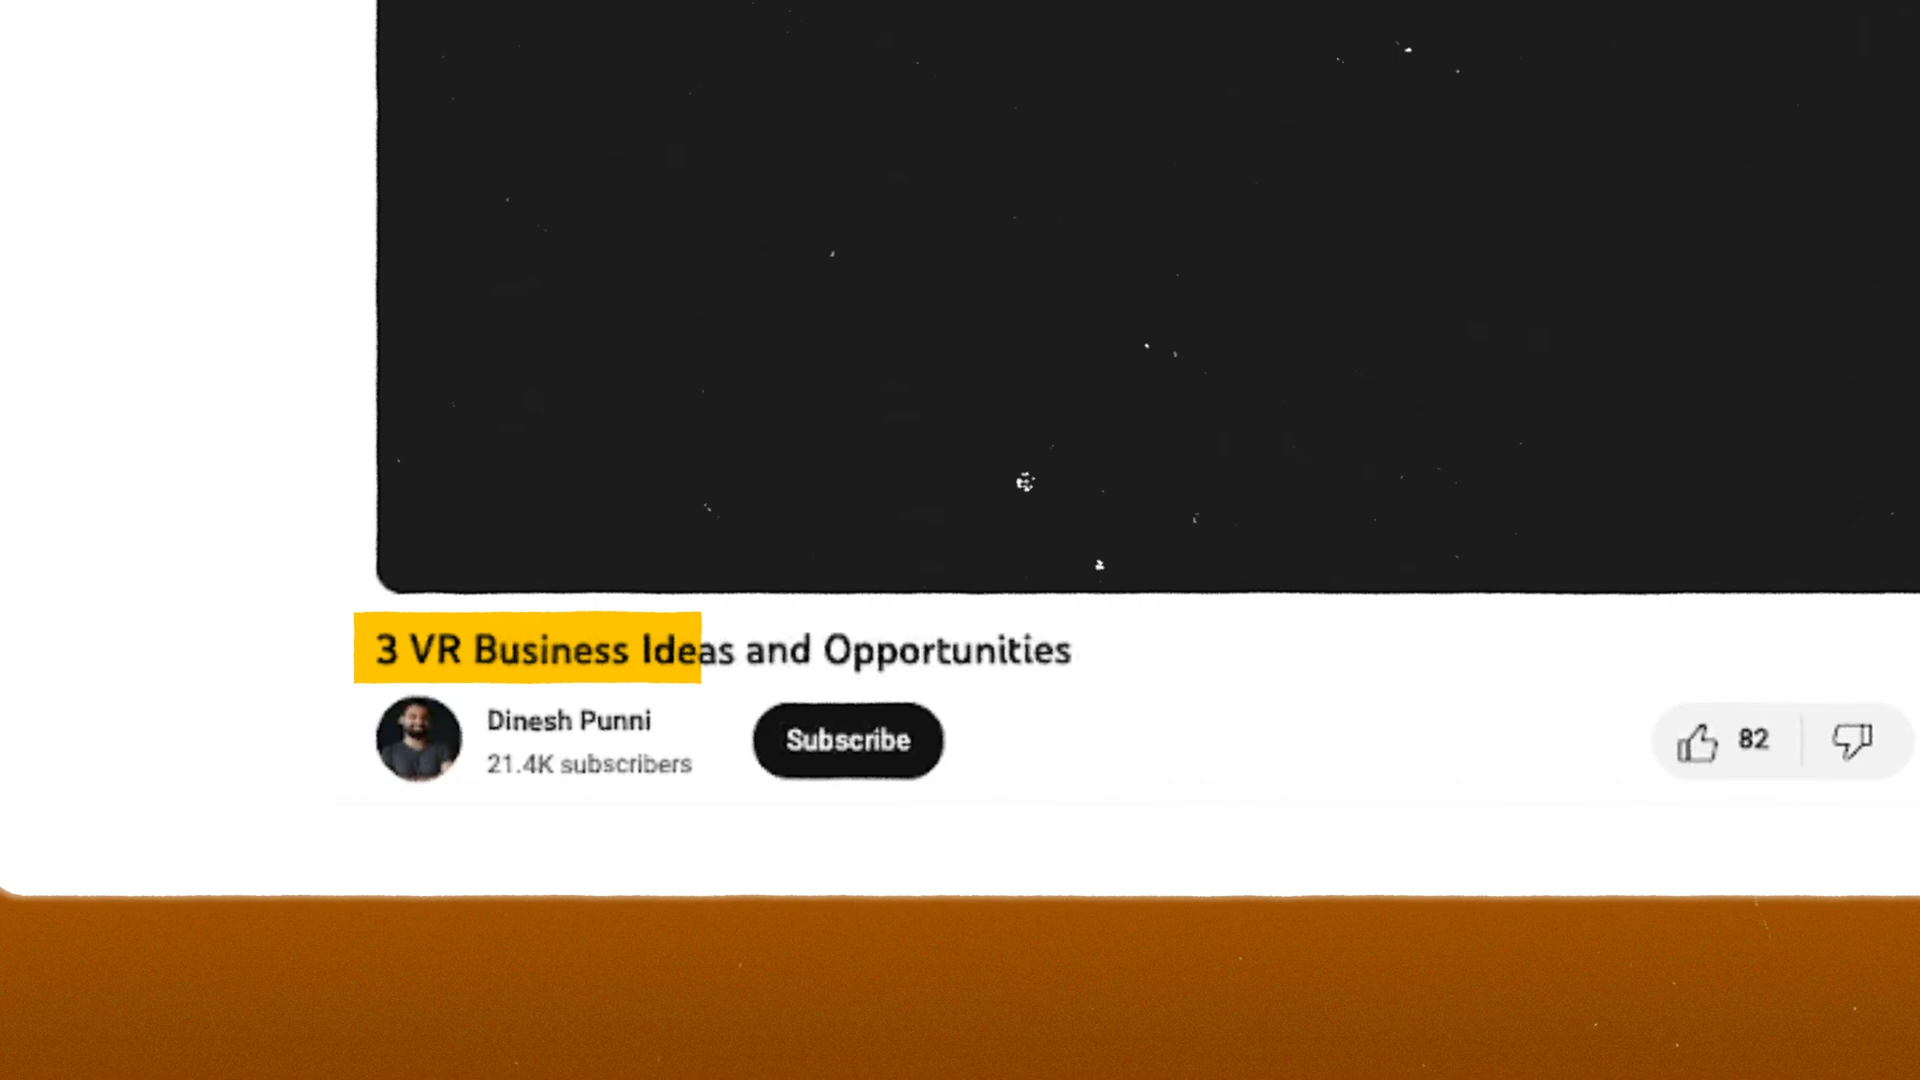 3 VR Business Ideas and Opportunities
Dinesh Punni
21.4K subscribers
Subscribe
82